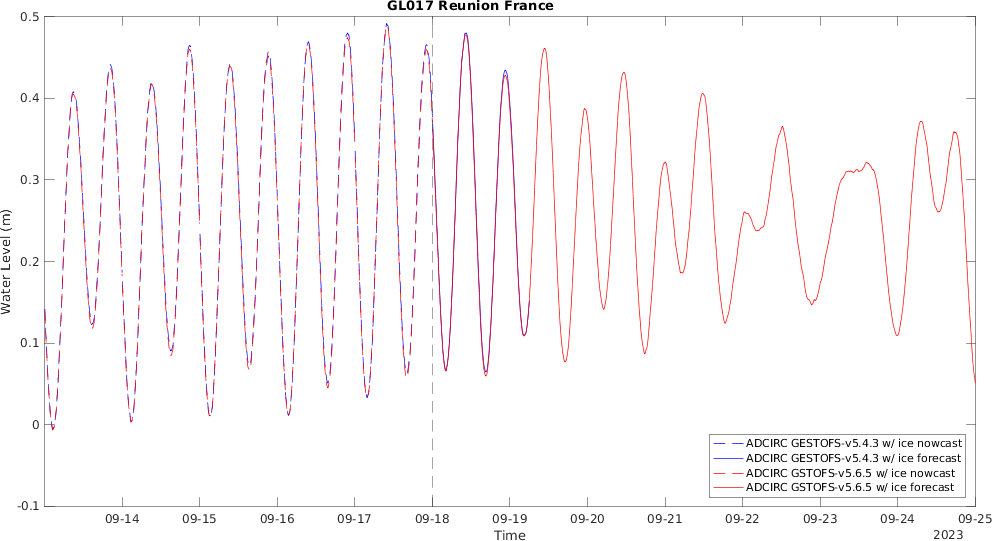 GL017 Reunion France
0.5
0.4
0.3
0.2
0.1
0
-0.1
Water Level (m)
ADCIRC GESTOFS-v5.4.3 w/ ice nowcast
ADCIRC GESTOFS-v5.4.3 w/ ice forecast
ADCIRC GSTOFS-v5.6.5 w/ ice nowcast
ADCIRC GSTOFS-v5.6.5 w/ ice forecast
09-14 09-15 09-16 09-17 09-18 09-19 09-20 09-21 09-22 09-23 09-24 09-25
Time
2023